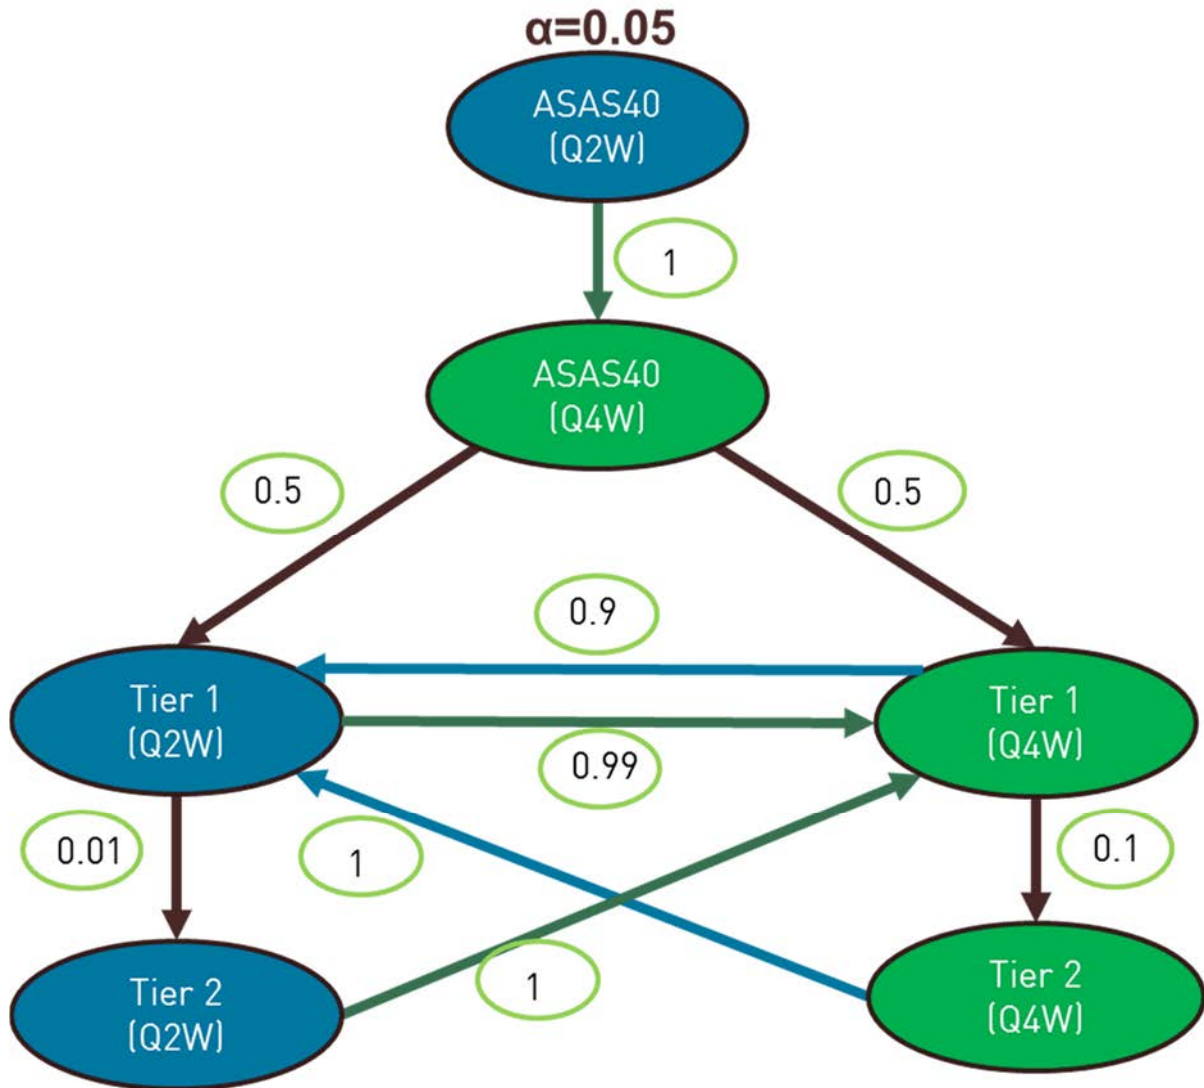 α=0.05
ASAS40
(Q2W)
1
ASAS40
(Q4W)
0.5
0.5
0.9
Tier 1
(Q2W)
Tier 1
(Q4W)
0.99
0.01
1
0.1
Tier 2
(Q2W)
1
Tier 2
(Q4W)